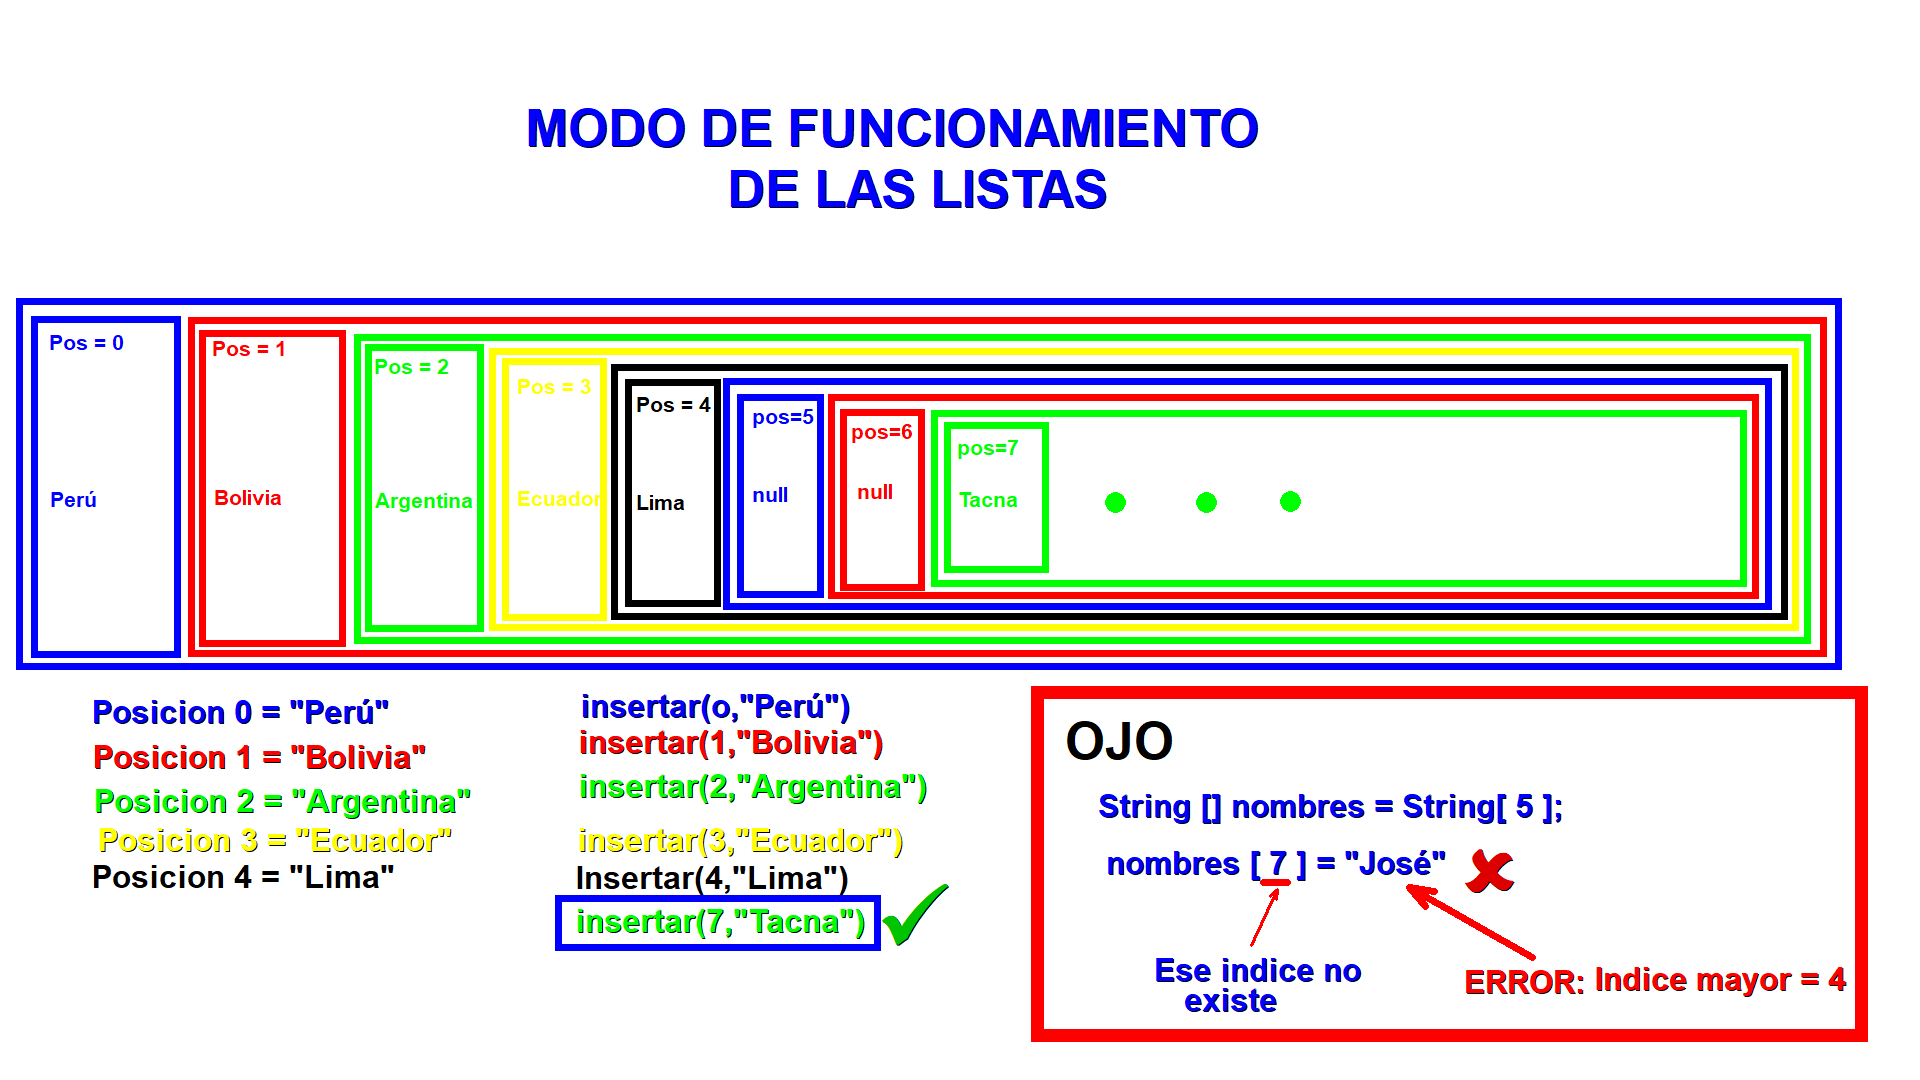 MODO DE FUNCIONAMIENTO
DE LAS LISTAS
Pos = 0
Pos = 1
Pos = 2
Pos = 3
Pos = 4
pos=5
pos=6
pos=7
Perú
Bolivia
Argentina
Ecuador
Lima
null
null
Tacna
Posicion 0 = "Perú"
Posicion 1 = "Bolivia"
Posicion 2 = "Argentina"
Posicion 3 = "Ecuador"
Posicion 4 = "Lima"
insertar(o,"Perú")
insertar(1,"Bolivia")
insertar(2,"Argentina")
insertar(3,"Ecuador")
Insertar(4,"Lima")
insertar(7,"Tacna")
OJO
String [] nombres = String[ 5 ];
nombres [ 7 ] = "José"
Ese indice no
existe
ERROR: Indice mayor = 4